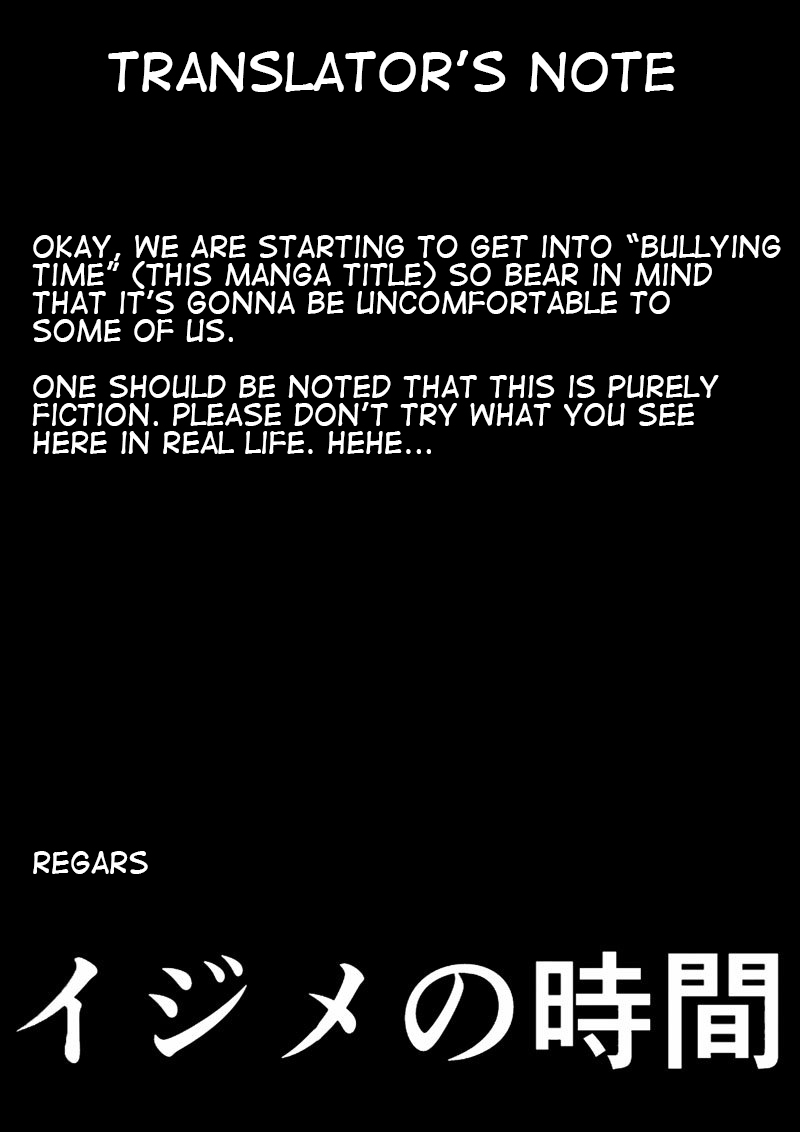 TRANSLATOR'S NOTE
OKAY, WE ARE STARTING TO GET INTO "BULLYING
TIME" (THIS MANGA TITLE) SO BEAR IN MIND
THAT IT'S GONNA BE UNCOMFORTABLE TO
SOME OF US.
ONE SHOULD BE NOTED THAT THIS IS PURELY
FICTION. PLEASE DON'T TRY WHAT YOU SEE
HERE IN REAL LIFE. HEHE...
REGARS
イジメの時間